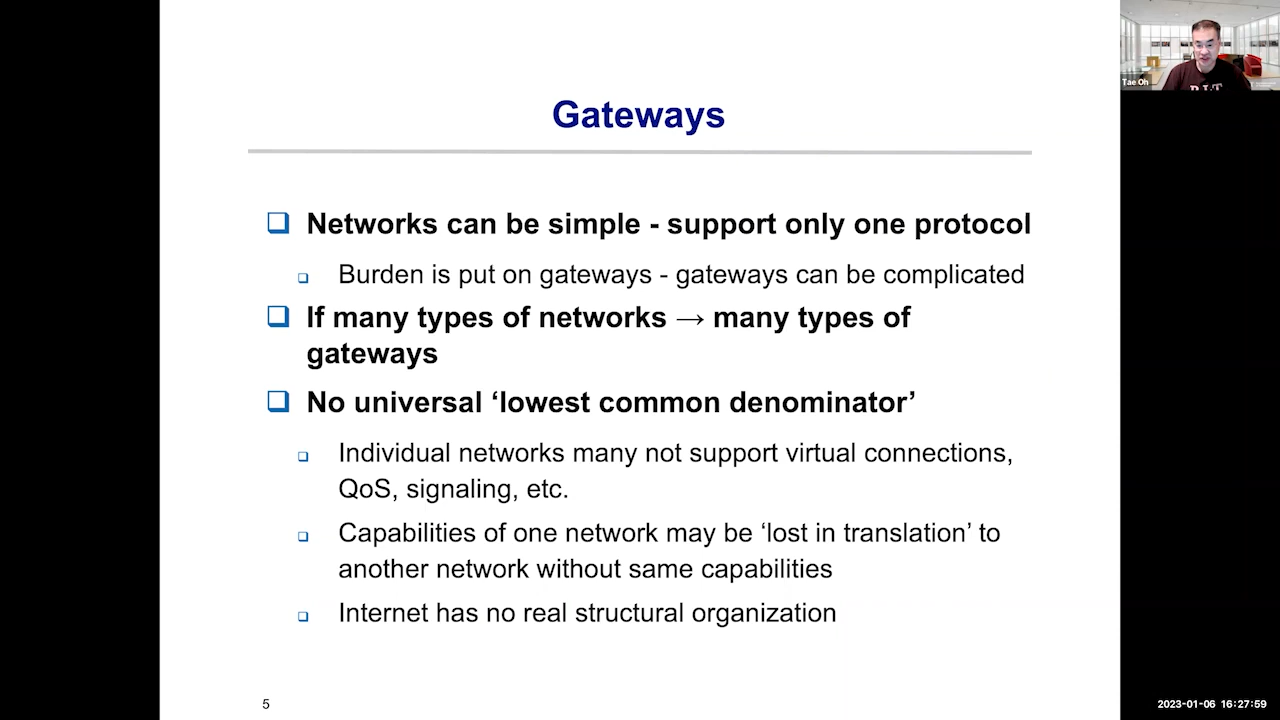 Gateways
Networks can be simple - support only one protocol
Burden is put on gateways - gateways can be complicated
If many types of networks → many types of
gateways
No universal ‘lowest common denominator’
Individual networks many not support virtual connections,
QoS, signaling, etc.
Capabilities of one network may be ‘lost in translation’ to
another network without same capabilities
Internet has no real structural organization
5
Tae Oh
RIT
2023-01-06 16:27:59